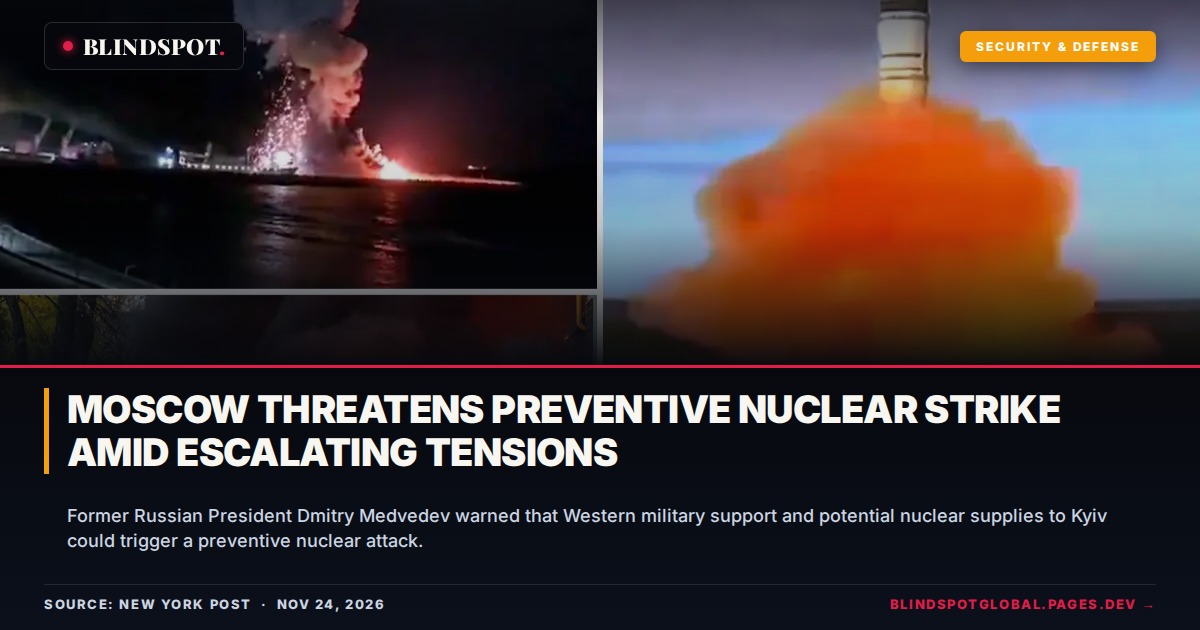 BLINDSPOT.
SECURITY & DEFENSE
MOSCOW THREATENS PREVENTIVE NUCLEAR STRIKE
AMID ESCALATING TENSIONS
Former Russian President Dmitry Medvedev warned that Western military support and potential nuclear supplies to Kyiv
could trigger a preventive nuclear attack.
SOURCE: NEW YORK POST · NOV 24, 2026
BLINDSPOTGLOBAL.PAGES.DEV →